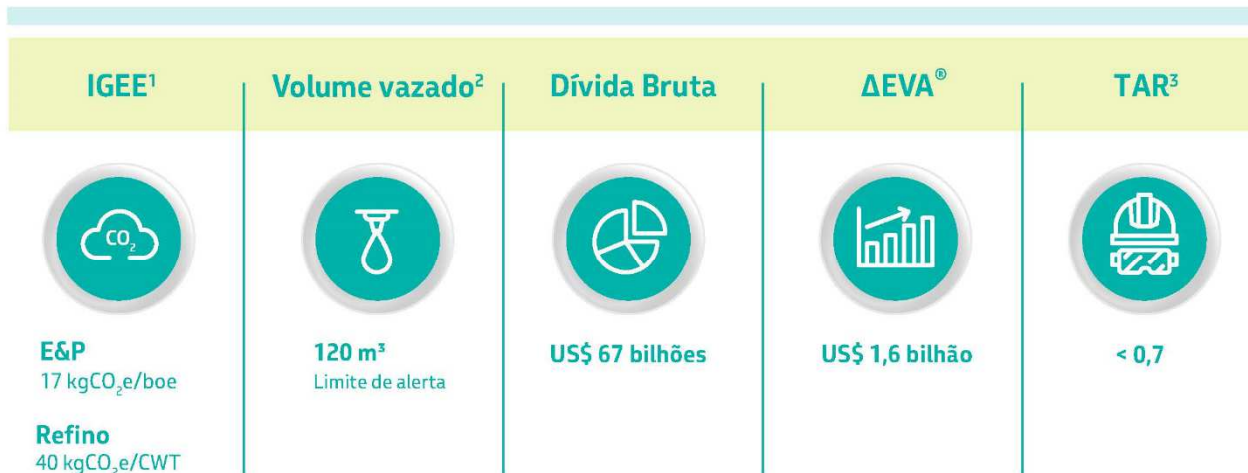 IGEE¹
Volume vazado²
Dívida Bruta
ΔEVA®
TAR³
CO₂
E&P
17 kgCO₂e/boe
Refino
40 kgCO₂e/CWT
120 m³
Limite de alerta
US$ 67 bilhões
US$ 1,6 bilhão
< 0,7